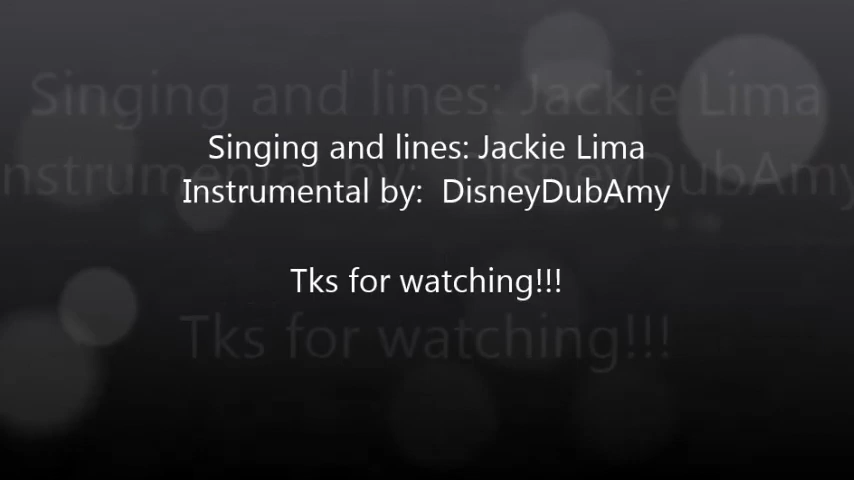 Singing and lines: Jackie Lima
Instrumental by:  DisneyDubAmy
Tks for watching!!!